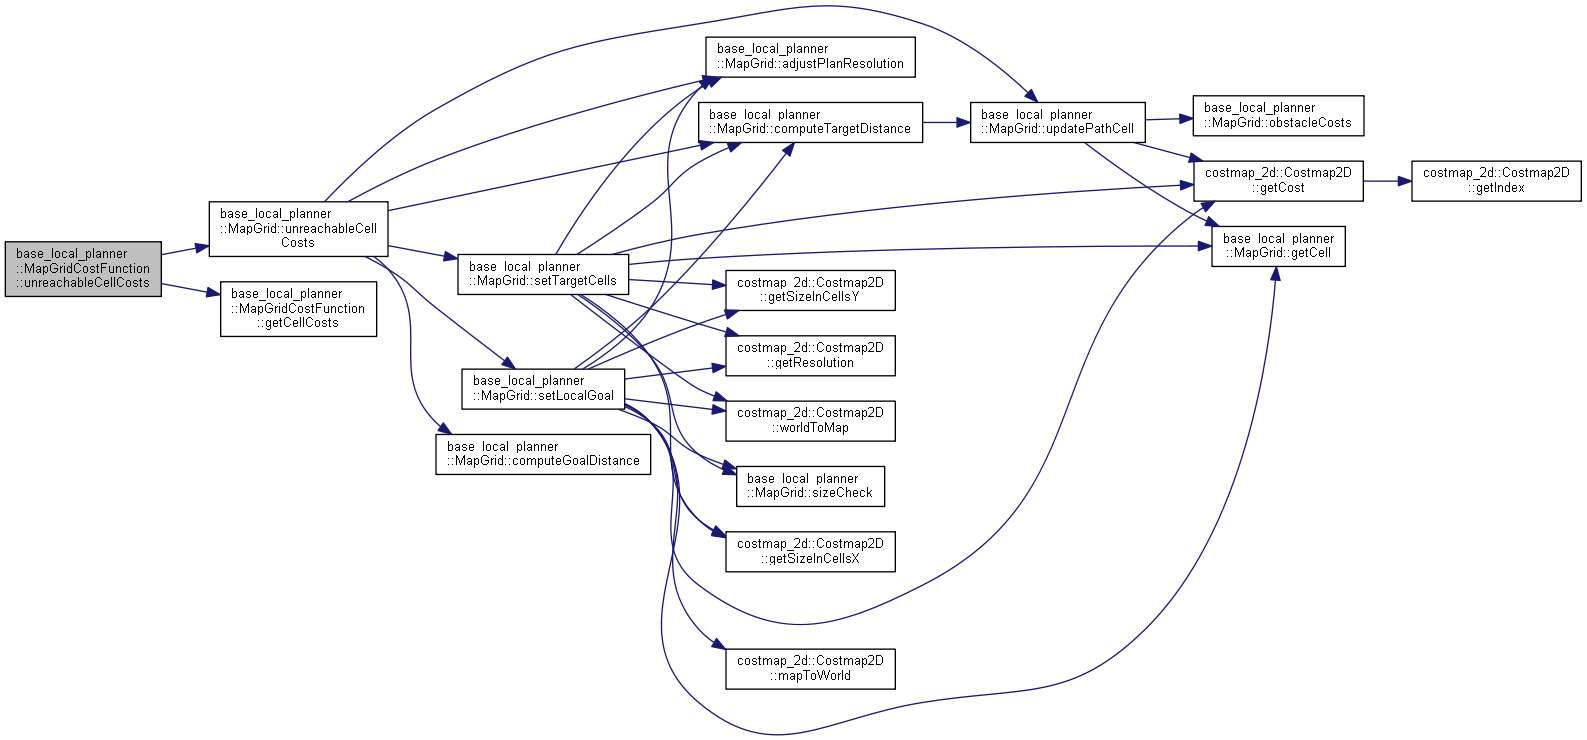 base_local_planner
::MapGridCostFunction
::unreachableCellCosts
base_local_planner
::MapGrid::unreachableCell
Costs
base_local_planner
::MapGridCostFunction
::getCellCosts
base_local_planner
::MapGrid::setTargetCells
base_local_planner
::MapGrid::setLocalGoal
base_local_planner
::MapGrid::computeGoalDistance
base_local_planner
::MapGrid::adjustPlanResolution
base_local_planner
::MapGrid::computeTargetDistance
costmap_2d::Costmap2D
::getSizeInCellsY
costmap_2d::Costmap2D
::getResolution
costmap_2d::Costmap2D
::worldToMap
base_local_planner
::MapGrid::sizeCheck
costmap_2d::Costmap2D
::getSizeInCellsX
costmap_2d::Costmap2D
::mapToWorld
base_local_planner
::MapGrid::updatePathCell
base_local_planner
::MapGrid::obstacleCosts
costmap_2d::Costmap2D
::getCost
base_local_planner
::MapGrid::getCell
costmap_2d::Costmap2D
::getIndex